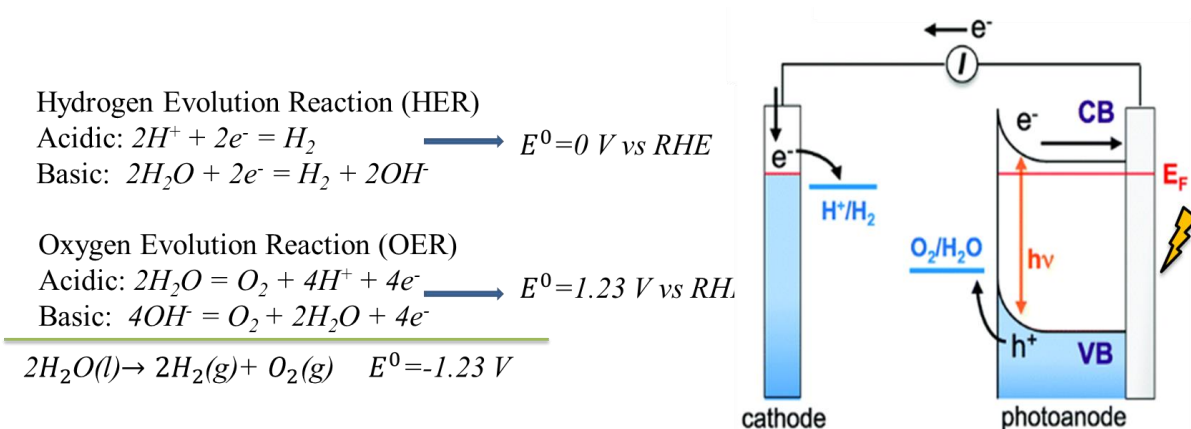 Hydrogen Evolution Reaction (HER)
Acidic: 2H⁺ + 2e⁻ = H₂
E⁰=0 V vs RHE
Basic: 2H₂O + 2e⁻ = H₂ + 2OH⁻
Oxygen Evolution Reaction (OER)
Acidic: 2H₂O = O₂ + 4H⁺ + 4e⁻
E⁰=1.23 V vs RH
Basic: 4OH⁻ = O₂ + 2H₂O + 4e⁻
2H₂O(l)→ 2H₂(g)+ O₂(g) E⁰=-1.23 V
e⁻
I
e⁻ CB
e⁻
E_F
H⁺/H₂
O₂/H₂O
hν
h⁺ VB
cathode
photoanode